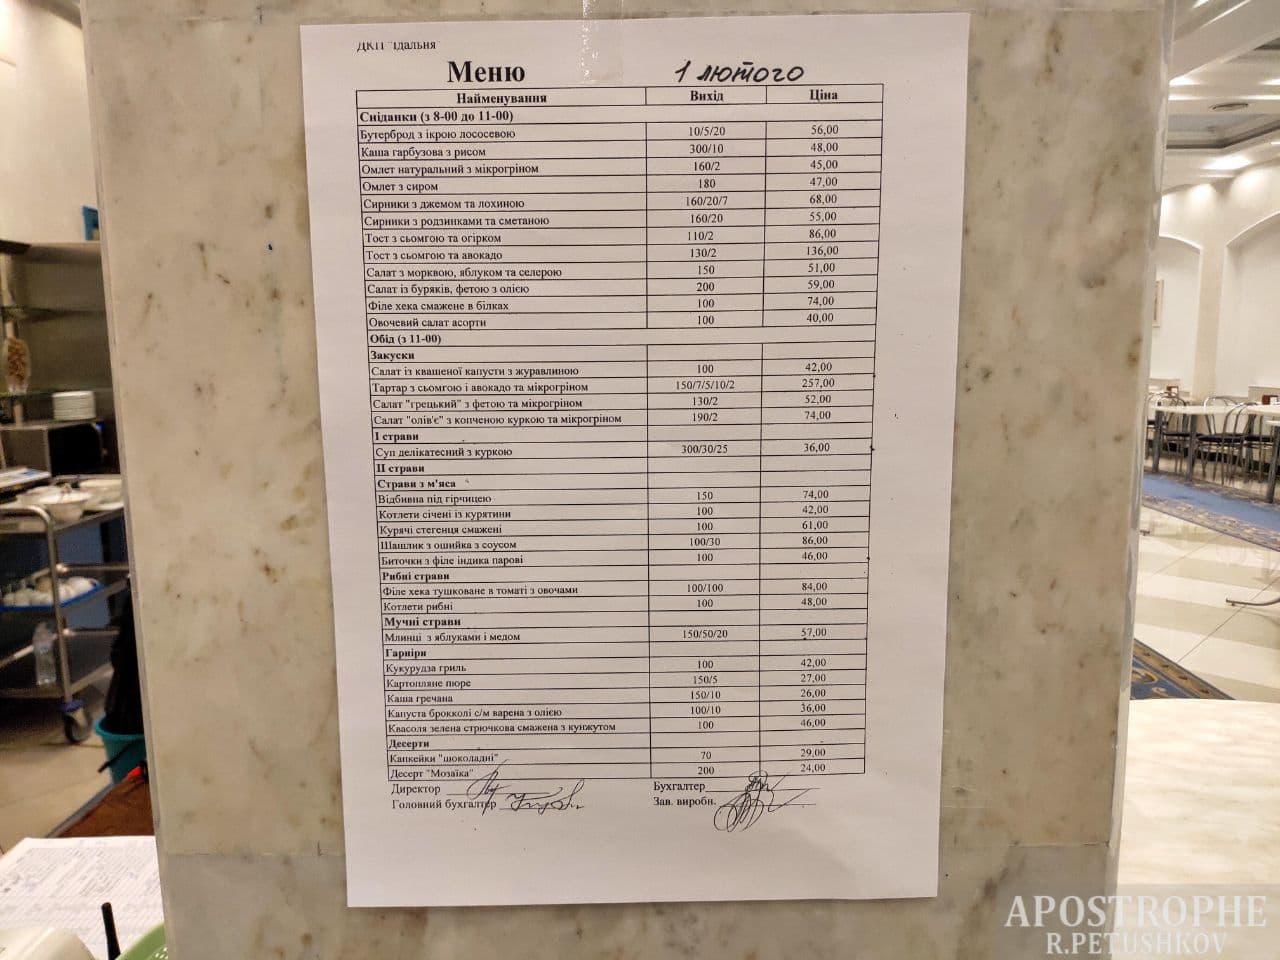 ДКП "Їдальня
Меню 1 лютого
Найменування Вихід Ціна
Сніданки (з 8-00 до 11-00)
Бутерброд з ікрою лососевою 10/5/20 56,00
Каша гарбузова з рисом 300/10 48,00
Омлет натуральний з мікрогріном 160/2 45,00
Омлет з сиром 180 47,00
Сирники з джемом та лохиною 160/20/7 68,00
Сирники з родзинками та сметаною 160/20 55,00
Тост з сьомгою та огірком 110/2 86,00
Тост з сьомгою та авокадо 130/2 136,00
Салат з морквою, яблуком та селерою 150 51,00
Салат із буряків, фетою з олією 200 59,00
Філе хека смажене в білках 100 74,00
Овочевий салат асорти 100 40,00
Обід (з 11-00)
Закуски
Салат із квашеної капусти з журавлиною 100 42,00
Тартар з сьомгою і авокадо та мікрогріном 150/7/5/10/2 257,00
Салат "грецький" з фетою та мікрогріном 130/2 52,00
Салат "олів'є" з копченою куркою та мікрогріном 190/2 74,00
І страви
Суп делікатесний з куркою 300/30/25 36,00
ІІ страви
Страви з м'яса
Відбивна під гірчицею 150 74,00
Котлети січені із курятини 100 42,00
Курячі стегенця смажені 100 61,00
Шашлик з ошийка з соусом 100/30 86,00
Биточки з філе індика парові 100 46,00
Рибні страви
Філе хека тушковане в томаті з овочами 100/100 84,00
Котлети рибні 100 48,00
Мучні страви
Млинці з яблуками і медом 150/50/20 57,00
Гарніри
Кукурудза гриль 100 42,00
Картопляне пюре 150/5 27,00
Каша гречана 150/10 26,00
Капуста брокколі с/м варена з олією 100/10 36,00
Квасоля зелена стрючкова смажена з кунжутом 100 46,00
Десерти
Капкейки "шоколадні" 70 29,00
Десерт "Мозаїка" 200 24,00
Директор Бухгалтер
Головний бухгалтер Зав. виробн.
APOSTROPHE
R.PETUSHKOV